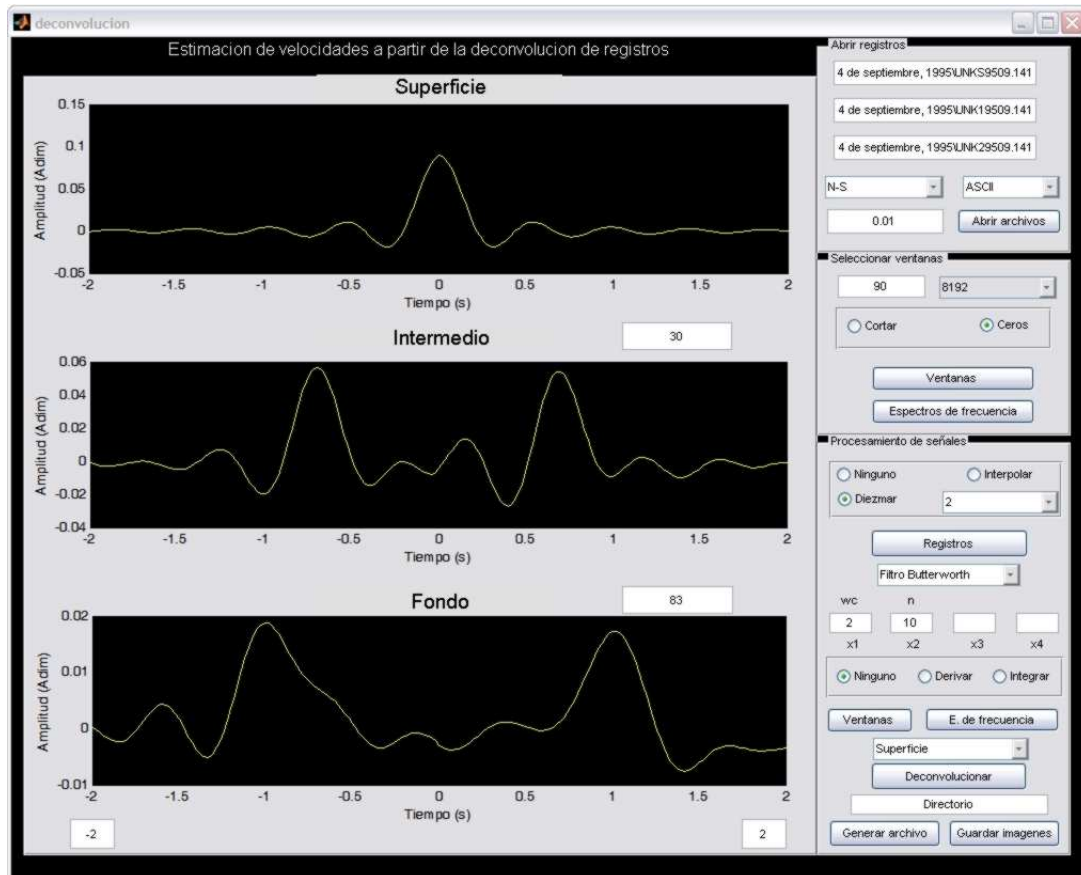 deconvolucion
Estimacion de velocidades a partir de la deconvolucion de registros
Superficie
0.15
0.1
0.05
0
-0.05
Amplitud (Adim)
-2 -1.5 -1 -0.5 0 0.5 1 1.5 2
Tiempo (s)
Intermedio
30
0.06
0.04
0.02
0
-0.02
-0.04
Amplitud (Adim)
-2 -1.5 -1 -0.5 0 0.5 1 1.5 2
Tiempo (s)
Fondo
83
0.02
0.01
0
-0.01
Amplitud (Adim)
-2 -1.5 -1 -0.5 0 0.5 1 1.5 2
Tiempo (s)
-2
2
Abrir registros
4 de septiembre, 1995\UNKS9509.141
4 de septiembre, 1995\UNK19509.141
4 de septiembre, 1995\UNK29509.141
N-S
ASCII
0.01
Abrir archivos
Seleccionar ventanas
90
8192
Cortar
Ceros
Ventanas
Espectros de frecuencia
Procesamiento de señales
Ninguno
Interpolar
Diezmar
2
Registros
Filtro Butterworth
wc n
2 10
x1 x2 x3 x4
Ninguno Derivar Integrar
Ventanas
E. de frecuencia
Superficie
Deconvolucionar
Directorio
Generar archivo
Guardar imagenes